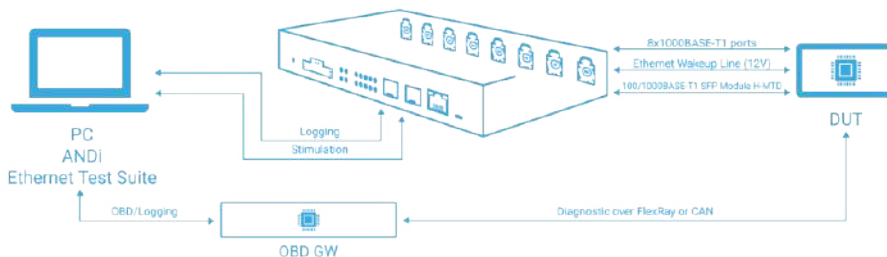 8x1000BASE-T1 ports
Ethernet Wakeup Line (12V)
100/1000BASE-T1 SFP Module H-MTD
DUT
PC
ANDi
Ethernet Test Suite
Logging
Stimulation
OBD/Logging
Diagnostic over FlexRay or CAN
OBD GW